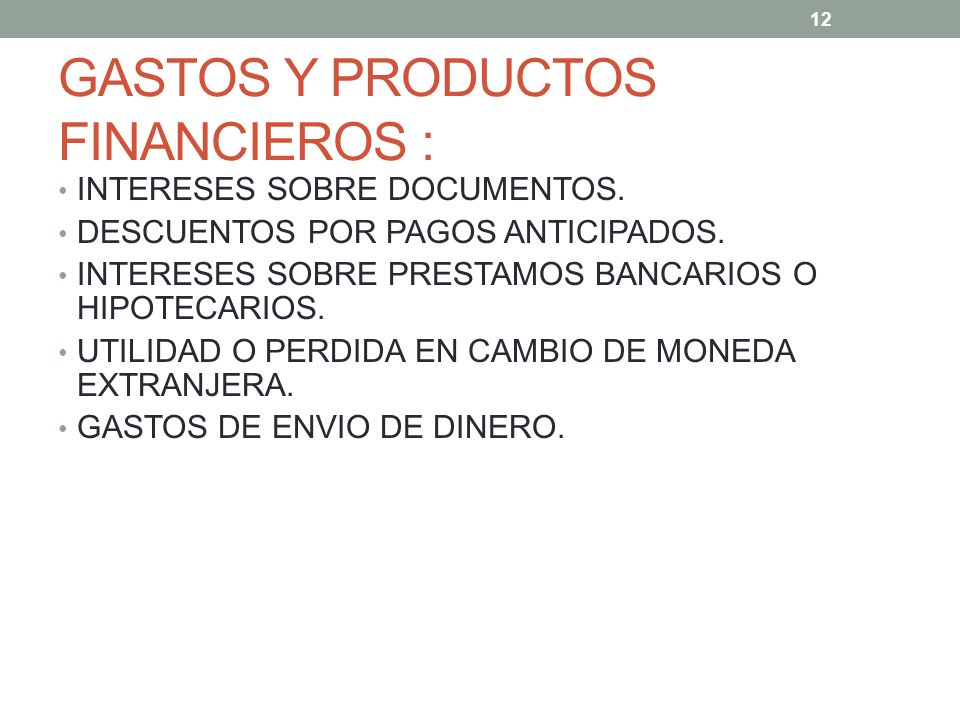 12
GASTOS Y PRODUCTOS
FINANCIEROS :
• INTERESES SOBRE DOCUMENTOS.
• DESCUENTOS POR PAGOS ANTICIPADOS.
• INTERESES SOBRE PRESTAMOS BANCARIOS O
HIPOTECARIOS.
• UTILIDAD O PERDIDA EN CAMBIO DE MONEDA
EXTRANJERA.
• GASTOS DE ENVIO DE DINERO.